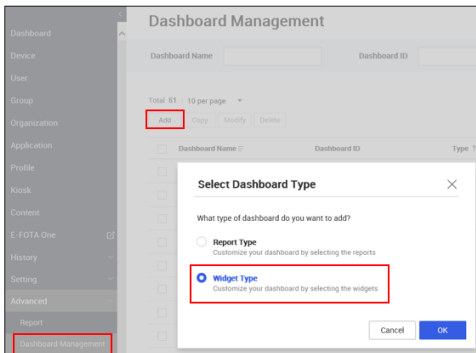 Dashboard
Device
User
Group
Organization
Application
Profile
Kiosk
Content
E-FOTA One
History
Setting
Advanced
Report
Dashboard Management
Dashboard Management
Dashboard Name
Dashboard ID
Total 61 10 per page
Add Copy Modify Delete
Dashboard Name Dashboard ID Type
Select Dashboard Type
What type of dashboard do you want to add?
Report Type
Customize your dashboard by selecting the reports
Widget Type
Customize your dashboard by selecting the widgets
Cancel OK